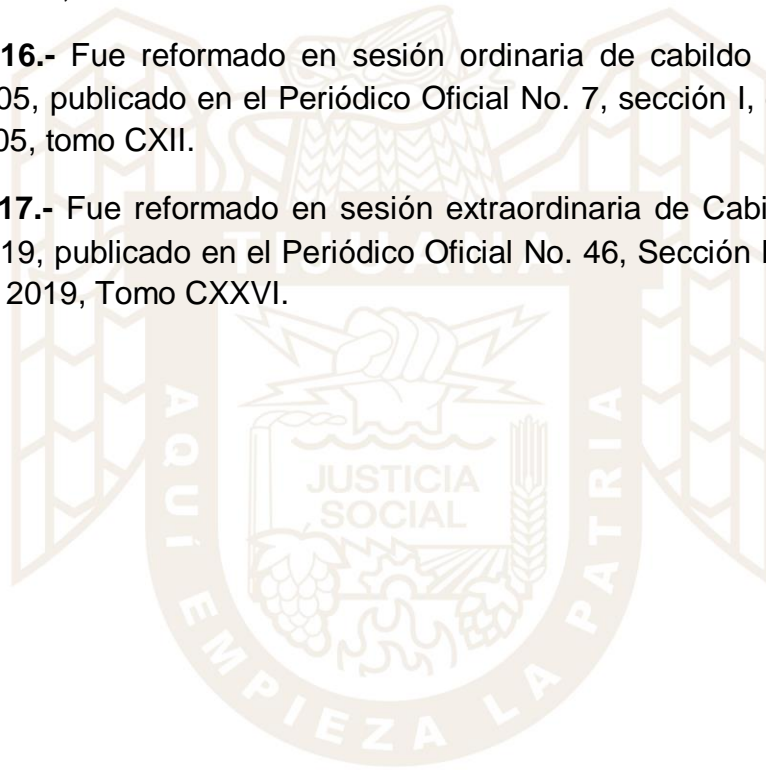 16.- Fue reformado en sesión ordinaria de cabildo
05, publicado en el Periódico Oficial No. 7, sección I,
05, tomo CXII.
17.- Fue reformado en sesión extraordinaria de Cabi
19, publicado en el Periódico Oficial No. 46, Sección
2019, Tomo CXXVI.
TIJUANA
JUSTICIA
SOCIAL
AQUÍ EMPIEZA LA PATRIA